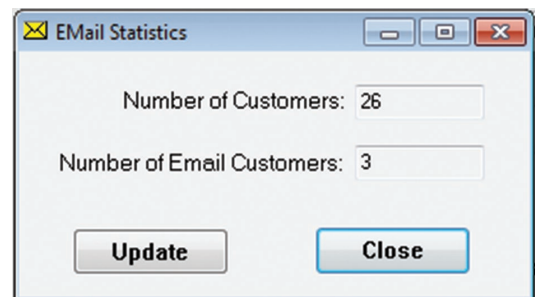 EMail Statistics
Number of Customers: 26
Number of Email Customers: 3
Update Close